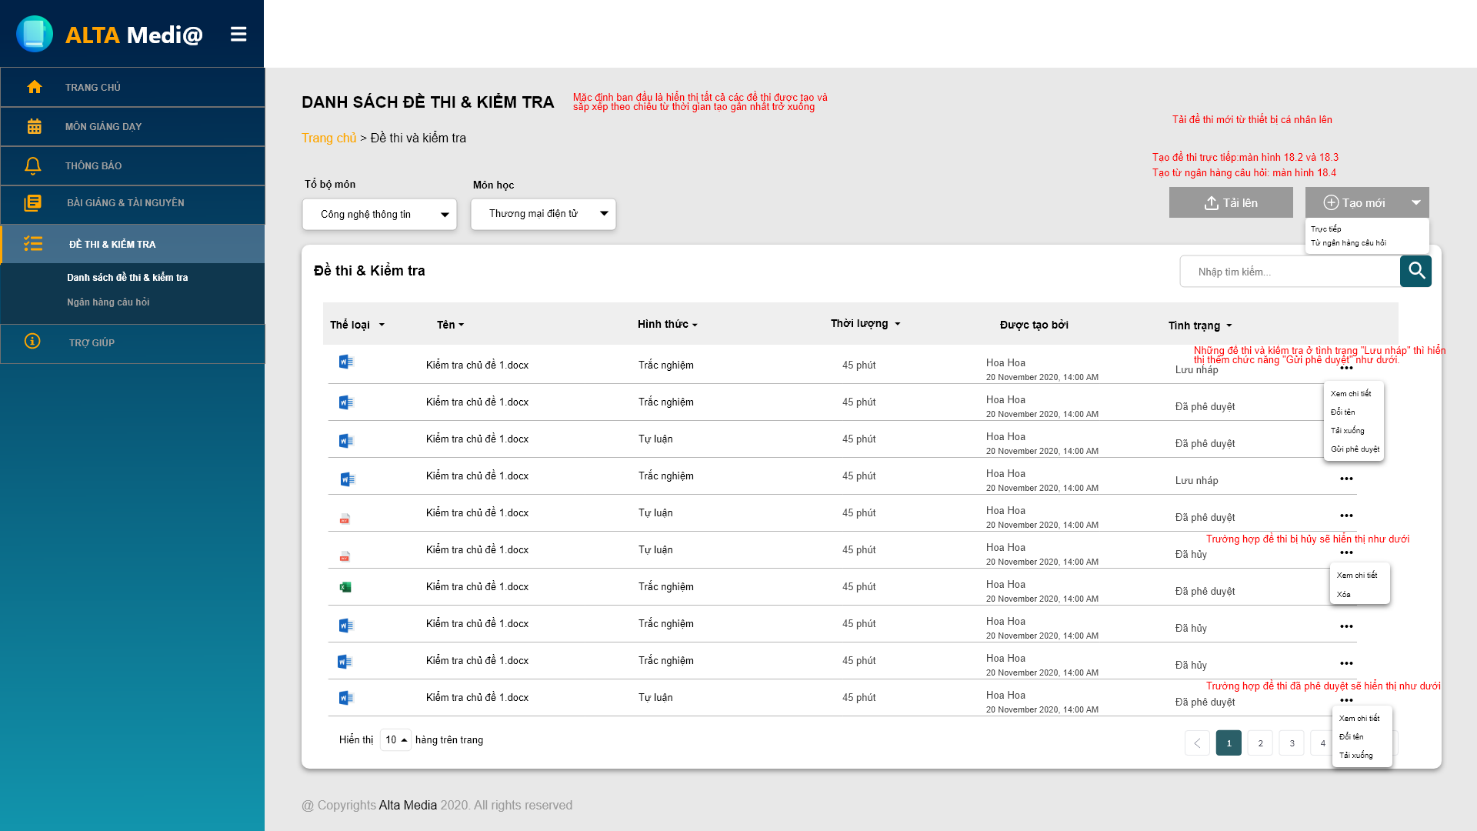 ALTA Medi@
TRANG CHỦ
MÔN GIẢNG DẠY
THÔNG BÁO
BÀI GIẢNG & TÀI NGUYÊN
ĐỀ THI & KIỂM TRA
Danh sách đề thi & kiểm tra
Ngân hàng câu hỏi
TRỢ GIÚP
DANH SÁCH ĐỀ THI & KIỂM TRA
Mặc định ban đầu là hiển thị tất cả các đề thi được tạo và
sắp xếp theo chiều từ thời gian tạo gần nhất trở xuống
Trang chủ > Đề thi và kiểm tra
Tải đề thi mới từ thiết bị cá nhân lên
Tạo đề thi trực tiếp:màn hình 18.2 và 18.3
Tạo từ ngân hàng câu hỏi: màn hình 18.4
Tổ bộ môn
Môn học
Công nghệ thông tin
Thương mại điện tử
Tải lên
Tạo mới
Trực tiếp
Từ ngân hàng câu hỏi
Đề thi & Kiểm tra
Nhập tìm kiếm...
Thể loại Tên Hình thức Thời lượng Được tạo bởi Tình trạng
Những đề thi và kiểm tra ở tình trạng "Lưu nháp" thì hiển
thị thêm chức năng "Gửi phê duyệt" như dưới.
Kiểm tra chủ đề 1.docx Trắc nghiệm 45 phút Hoa Hoa Lưu nháp
20 November 2020, 14:00 AM
Xem chi tiết
Đổi tên
Tải xuống
Gửi phê duyệt
Kiểm tra chủ đề 1.docx Trắc nghiệm 45 phút Hoa Hoa Đã phê duyệt
20 November 2020, 14:00 AM
Kiểm tra chủ đề 1.docx Tự luận 45 phút Hoa Hoa Đã phê duyệt
20 November 2020, 14:00 AM
Kiểm tra chủ đề 1.docx Trắc nghiệm 45 phút Hoa Hoa Lưu nháp
20 November 2020, 14:00 AM
Kiểm tra chủ đề 1.docx Tự luận 45 phút Hoa Hoa Đã phê duyệt
20 November 2020, 14:00 AM
Trường hợp đề thi bị hủy sẽ hiển thị như dưới
Kiểm tra chủ đề 1.docx Tự luận 45 phút Hoa Hoa Đã hủy
20 November 2020, 14:00 AM
Xem chi tiết
Xóa
Kiểm tra chủ đề 1.docx Trắc nghiệm 45 phút Hoa Hoa Đã phê duyệt
20 November 2020, 14:00 AM
Kiểm tra chủ đề 1.docx Trắc nghiệm 45 phút Hoa Hoa Đã hủy
20 November 2020, 14:00 AM
Kiểm tra chủ đề 1.docx Trắc nghiệm 45 phút Hoa Hoa Đã hủy
20 November 2020, 14:00 AM
Trường hợp đề thi đã phê duyệt sẽ hiển thị như dưới
Kiểm tra chủ đề 1.docx Tự luận 45 phút Hoa Hoa Đã phê duyệt
20 November 2020, 14:00 AM
Xem chi tiết
Đổi tên
Tải xuống
Hiển thị 10 hàng trên trang
1 2 3 4
@ Copyrights Alta Media 2020. All rights reserved